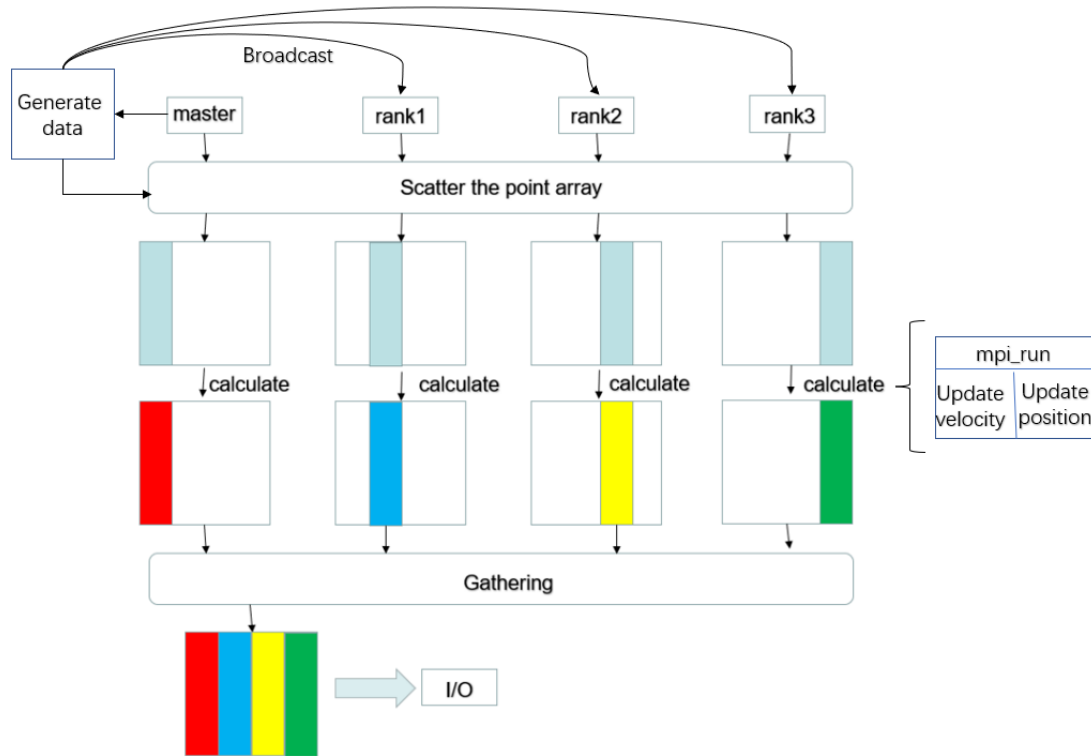 Broadcast
Generate
data
master
rank1
rank2
rank3
Scatter the point array
calculate
calculate
calculate
calculate
mpi_run
Update
velocity
Update
position
Gathering
I/O